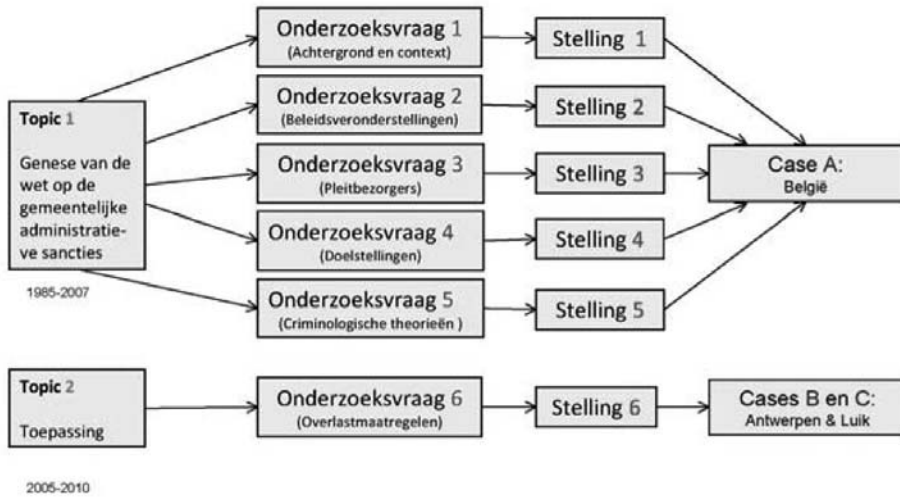 Topic 1
Genese van de
wet op de
gemeentelijke
administratie-
ve sancties
1985-2007
Onderzoeksvraag 1
(Achtergrond en context)
Stelling 1
Onderzoeksvraag 2
(Beleidsveronderstellingen)
Stelling 2
Onderzoeksvraag 3
(Pleitbezorgers)
Stelling 3
Onderzoeksvraag 4
(Doelstellingen)
Stelling 4
Onderzoeksvraag 5
(Criminologische theorieën )
Stelling 5
Case A:
België
Topic 2
Toepassing
2005-2010
Onderzoeksvraag 6
(Overlastmaatregelen)
Stelling 6
Cases B en C:
Antwerpen & Luik